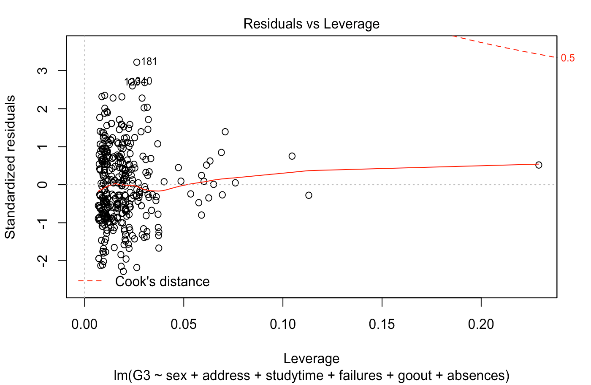 Residuals vs Leverage
Standardized residuals
3
2
1
0
-1
-2
181
0.5
Cook's distance
0.00
0.05
0.10
0.15
0.20
Leverage
lm(G3 ~ sex + address + studytime + failures + goout + absences)